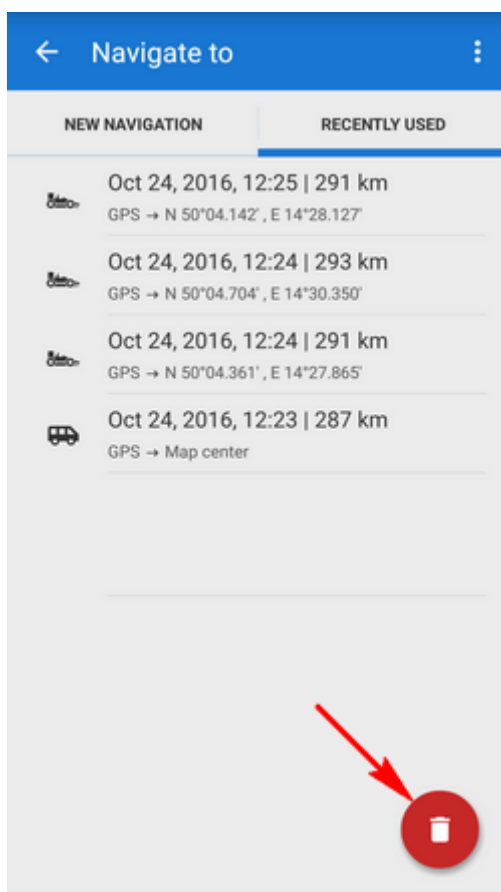 Navigate to
NEW NAVIGATION
RECENTLY USED
Oct 24, 2016, 12:25 | 291 km
GPS → N 50°04.142' , E 14°28.127'
Oct 24, 2016, 12:24 | 293 km
GPS → N 50°04.704' , E 14°30.350'
Oct 24, 2016, 12:24 | 291 km
GPS → N 50°04.361' , E 14°27.865'
Oct 24, 2016, 12:23 | 287 km
GPS → Map center